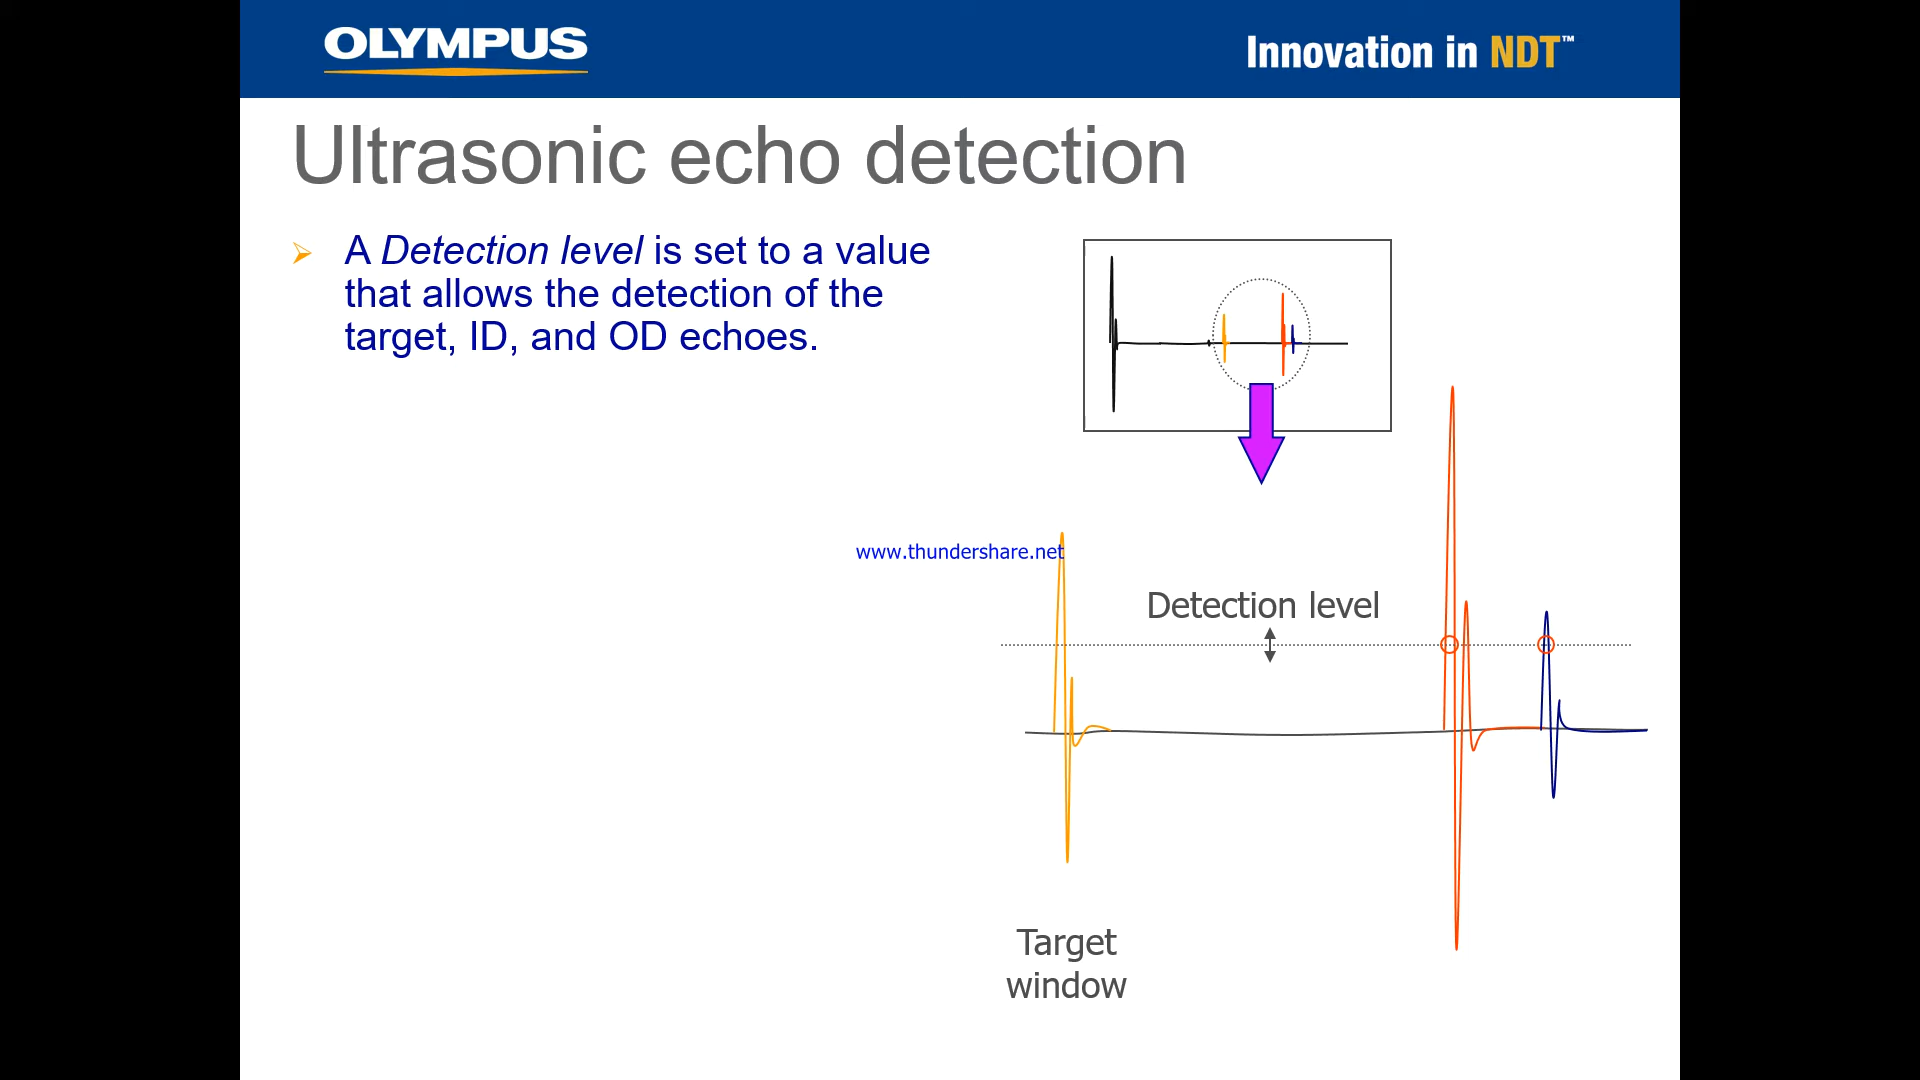 OLYMPUS
Innovation in NDT™
Ultrasonic echo detection
A Detection level is set to a value
that allows the detection of the
target, ID, and OD echoes.
www.thundershare.net
Detection level
Target
window